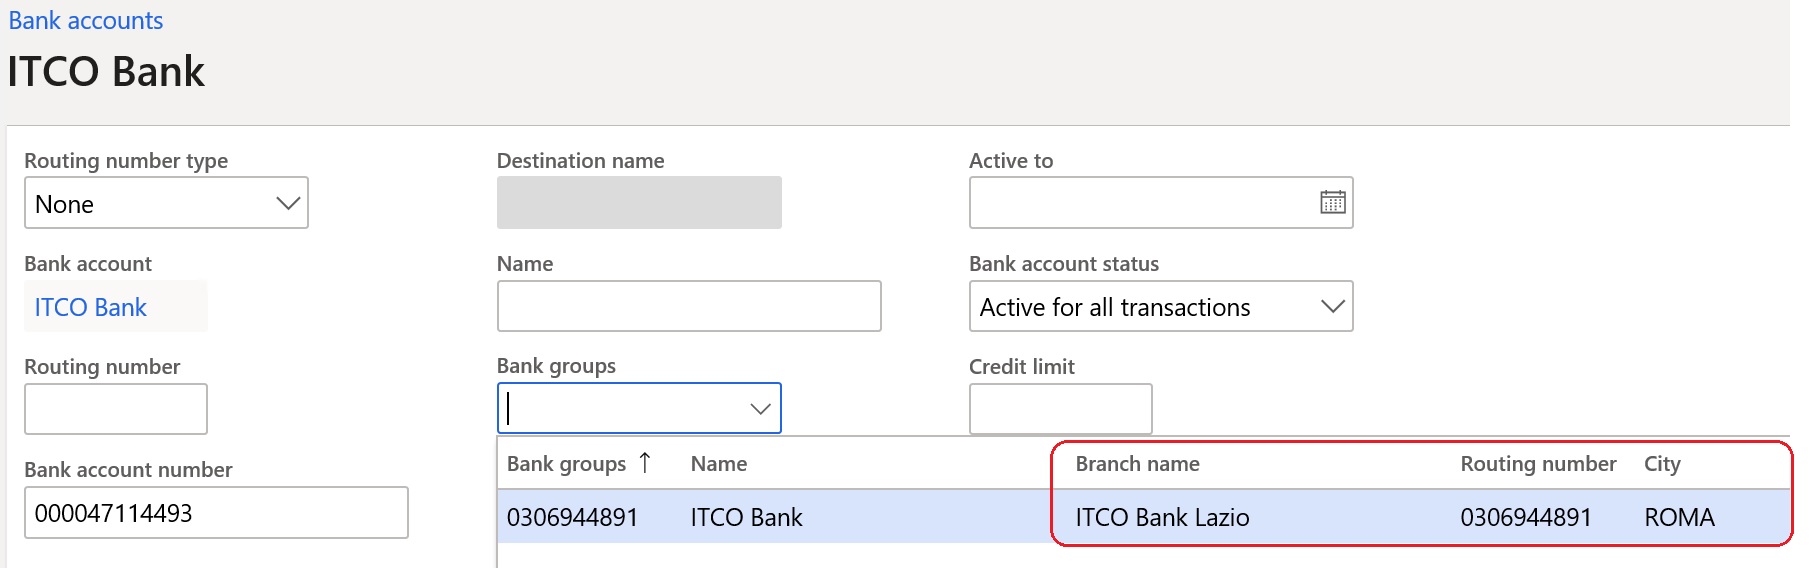 Bank accounts
ITCO Bank
Routing number type
None
Bank account
ITCO Bank
Routing number
Bank account number
000047114493
Destination name
Name
Bank groups
Active to
Bank account status
Active for all transactions
Credit limit
Bank groups ↑ Name Branch name Routing number City
0306944891 ITCO Bank ITCO Bank Lazio 0306944891 ROMA